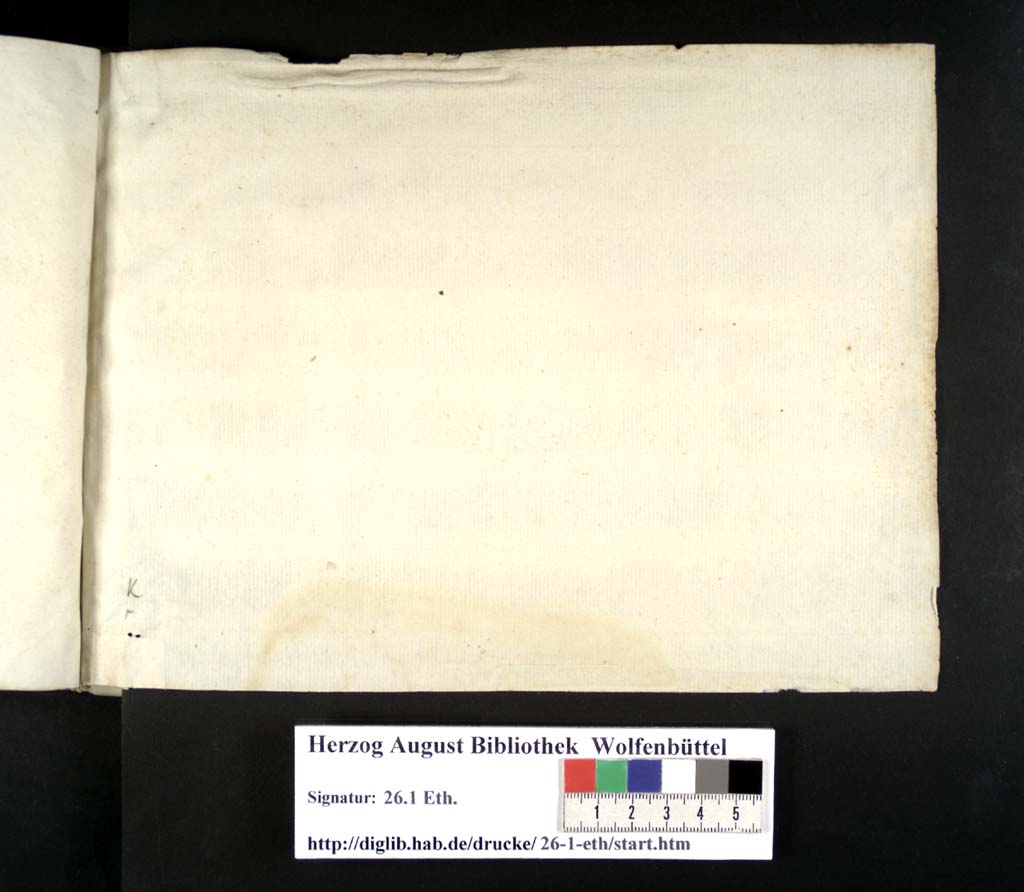 K
r
Herzog August Bibliothek Wolfenbüttel
Signatur: 26.1 Eth.
1 2 3 4 5
http://diglib.hab.de/drucke/ 26-1-eth/start.htm